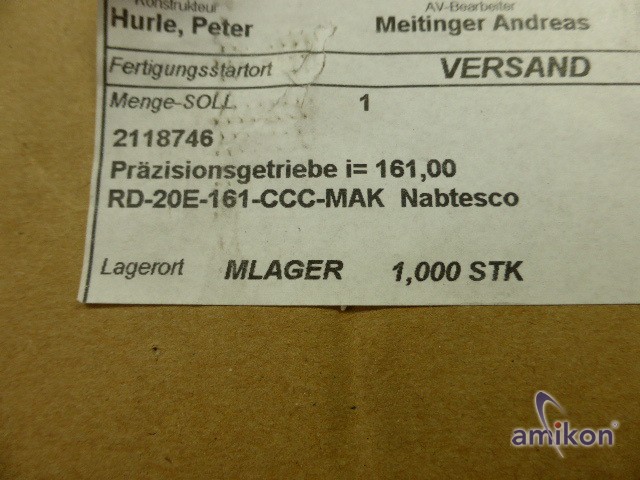 Konstrukteur AV-Bearbeiter
Hurle, Peter Meitinger Andreas
Fertigungsstartort VERSAND
Menge-SOLL 1
2118746
Präzisionsgetriebe i= 161,00
RD-20E-161-CCC-MAK Nabtesco
Lagerort MLAGER 1,000 STK
amikon